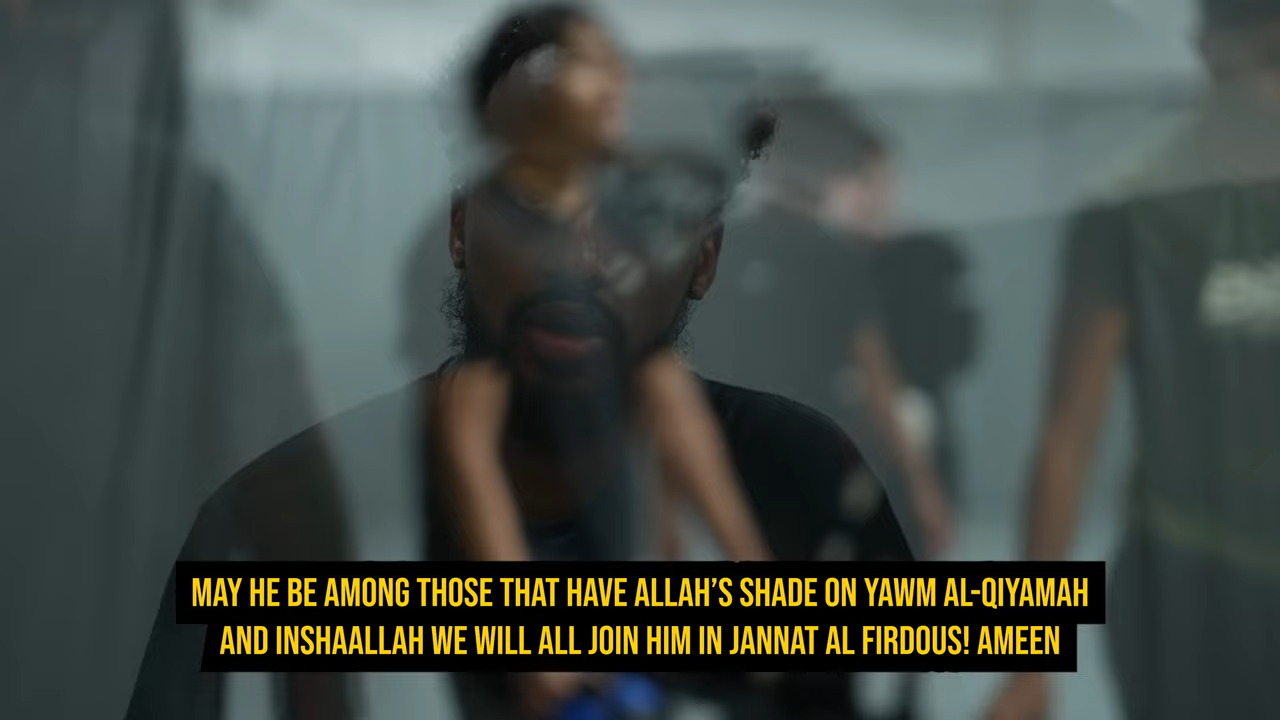 MAY HE BE AMONG THOSE THAT HAVE ALLAH’S SHADE ON YAWM AL-QIYAMAH
AND INSHAALLAH WE WILL ALL JOIN HIM IN JANNAT AL FIRDOUS! AMEEN